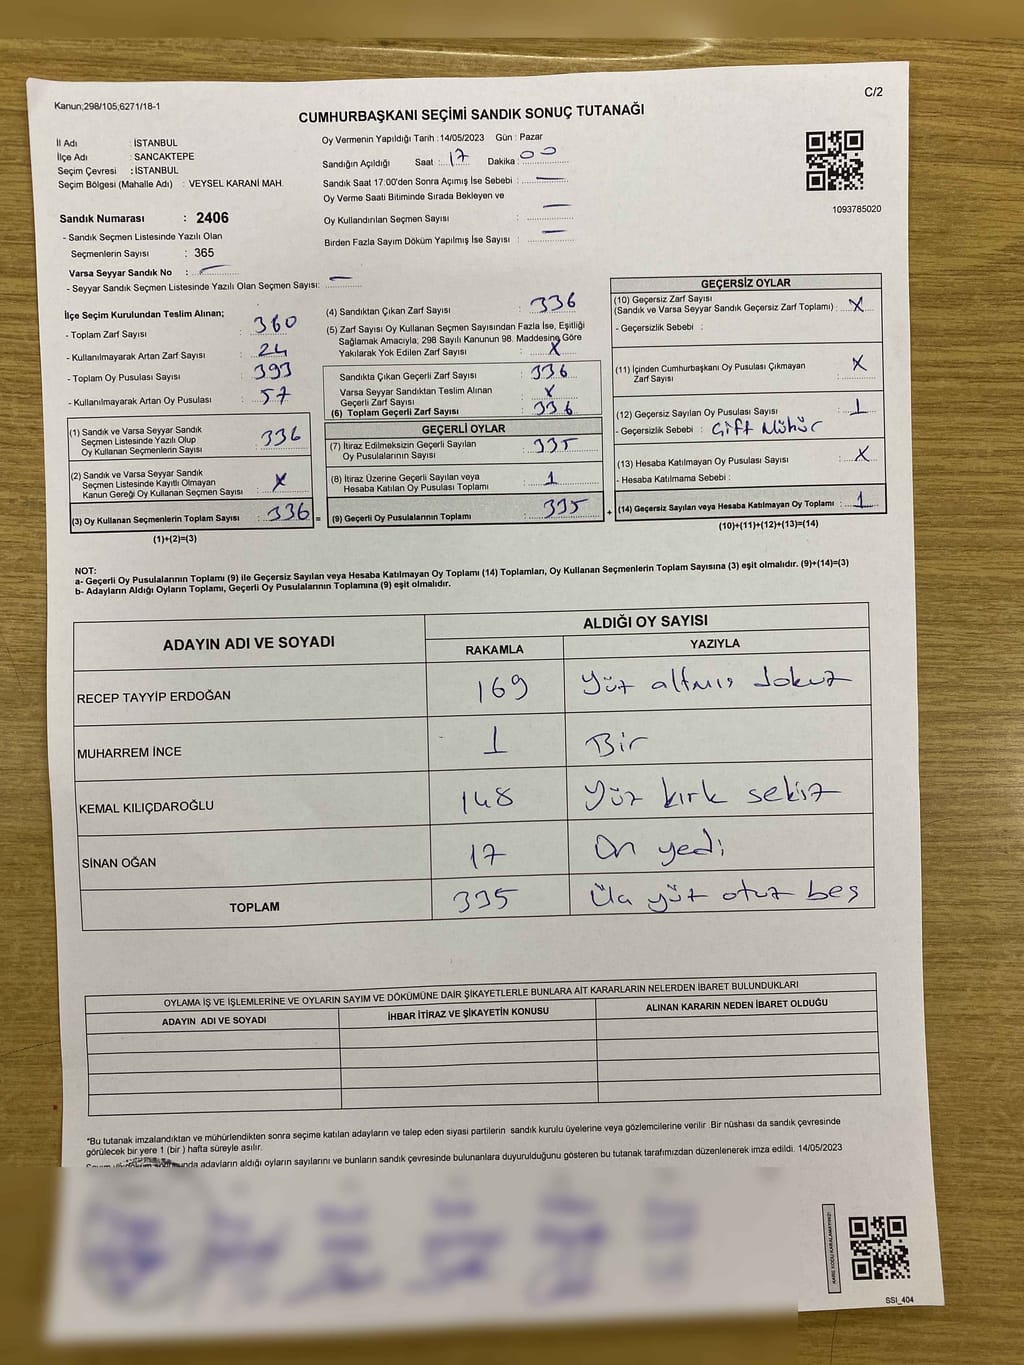 Kanun;298/105,6271/18-1
C/2
CUMHURBAŞKANI SEÇİMİ SANDIK SONUÇ TUTANAĞI
İl Adı : İSTANBUL
İlçe Adı : SANCAKTEPE
Seçim Çevresi : İSTANBUL
Seçim Bölgesi (Mahalle Adı) : VEYSEL KARANİ MAH.
Sandık Numarası : 2406
- Sandık Seçmen Listesinde Yazılı Olan
Seçmenlerin Sayısı : 365
Varsa Seyyar Sandık No :
- Seyyar Sandık Seçmen Listesinde Yazılı Olan Seçmen Sayısı: —
Oy Vermenin Yapıldığı Tarih : 14/05/2023 Gün : Pazar
Sandığın Açıldığı Saat : 17 Dakika : 00
Sandık Saat 17:00'den Sonra Açımış İse Sebebi : —
Oy Verme Saati Bitiminde Sırada Bekleyen ve
Oy Kullandırılan Seçmen Sayısı : —
Birden Fazla Sayım Döküm Yapılmış İse Sayısı : —
1093785020
İlçe Seçim Kurulundan Teslim Alınan;
- Toplam Zarf Sayısı : 360
- Kullanılmayarak Artan Zarf Sayısı : 24
- Toplam Oy Pusulası Sayısı : 393
- Kullanılmayarak Artan Oy Pusulası : 57
(1) Sandık ve Varsa Seyyar Sandık
Seçmen Listesinde Yazılı Olup
Oy Kullanan Seçmenlerin Sayısı : 336
(2) Sandık ve Varsa Seyyar Sandık
Seçmen Listesinde Kayıtlı Olmayan
Kanun Gereği Oy Kullanan Seçmen Sayısı : X
(3) Oy Kullanan Seçmenlerin Toplam Sayısı : 336 =
(1)+(2)=(3)
(4) Sandıktan Çıkan Zarf Sayısı : 336
(5) Zarf Sayısı Oy Kullanan Seçmen Sayısından Fazla İse, Eşitliği
Sağlamak Amacıyla; 298 Sayılı Kanunun 98. Maddesine Göre
Yakılarak Yok Edilen Zarf Sayısı : X
Sandıkta Çıkan Geçerli Zarf Sayısı : 336
Varsa Seyyar Sandıktan Teslim Alınan
Geçerli Zarf Sayısı : X
(6) Toplam Geçerli Zarf Sayısı : 336
GEÇERLİ OYLAR
(7) İtiraz Edilmeksizin Geçerli Sayılan
Oy Pusulalarının Sayısı : 335
(8) İtiraz Üzerine Geçerli Sayılan veya
Hesaba Katılan Oy Pusulası Toplamı : 1
(9) Geçerli Oy Pusulalarının Toplamı : 335 +
GEÇERSİZ OYLAR
(10) Geçersiz Zarf Sayısı
(Sandık ve Varsa Seyyar Sandık Geçersiz Zarf Toplamı) : X
- Geçersizlik Sebebi :
(11) İçinden Cumhurbaşkanı Oy Pusulası Çıkmayan
Zarf Sayısı : X
(12) Geçersiz Sayılan Oy Pusulası Sayısı : 1
- Geçersizlik Sebebi : Çift Mühür
(13) Hesaba Katılmayan Oy Pusulası Sayısı : X
- Hesaba Katılmama Sebebi :
(14) Geçersiz Sayılan veya Hesaba Katılmayan Oy Toplamı : 1
(10)+(11)+(12)+(13)=(14)
NOT:
a- Geçerli Oy Pusulalarının Toplamı (9) ile Geçersiz Sayılan veya Hesaba Katılmayan Oy Toplamı (14) Toplamları, Oy Kullanan Seçmenlerin Toplam Sayısına (3) eşit olmalıdır. (9)+(14)=(3)
b- Adayların Aldığı Oyların Toplamı, Geçerli Oy Pusulalarının Toplamına (9) eşit olmalıdır.
ADAYIN ADI VE SOYADI
ALDIĞI OY SAYISI
RAKAMLA YAZIYLA
RECEP TAYYİP ERDOĞAN 169 Yüz altmış dokuz
MUHARREM İNCE 1 Bir
KEMAL KILIÇDAROĞLU 148 Yüz kırk sekiz
SİNAN OĞAN 17 On yedi
TOPLAM 335 Üç yüz otuz beş
OYLAMA İŞ VE İŞLEMLERİNE VE OYLARIN SAYIM VE DÖKÜMÜNE DAİR ŞİKAYETLERLE BUNLARA AİT KARARLARIN NELERDEN İBARET BULUNDUKLARI
ADAYIN ADI VE SOYADI İHBAR İTİRAZ VE ŞİKAYETİN KONUSU ALINAN KARARIN NEDEN İBARET OLDUĞU
*Bu tutanak imzalandıktan ve mühürlendikten sonra seçime katılan adayların ve talep eden siyasi partilerin sandık kurulu üyelerine veya gözlemcilerine verilir. Bir nüshası da sandık çevresinde
görülecek bir yere 1 (bir ) hafta süreyle asılır.
adayların aldığı oyların sayılarını ve bunların sandık çevresinde bulunanlara duyurulduğunu gösteren bu tutanak tarafımızdan düzenlenerek imza edildi. 14/05/2023
KARE KODU KARALAMAYINIZ!
SSI_404